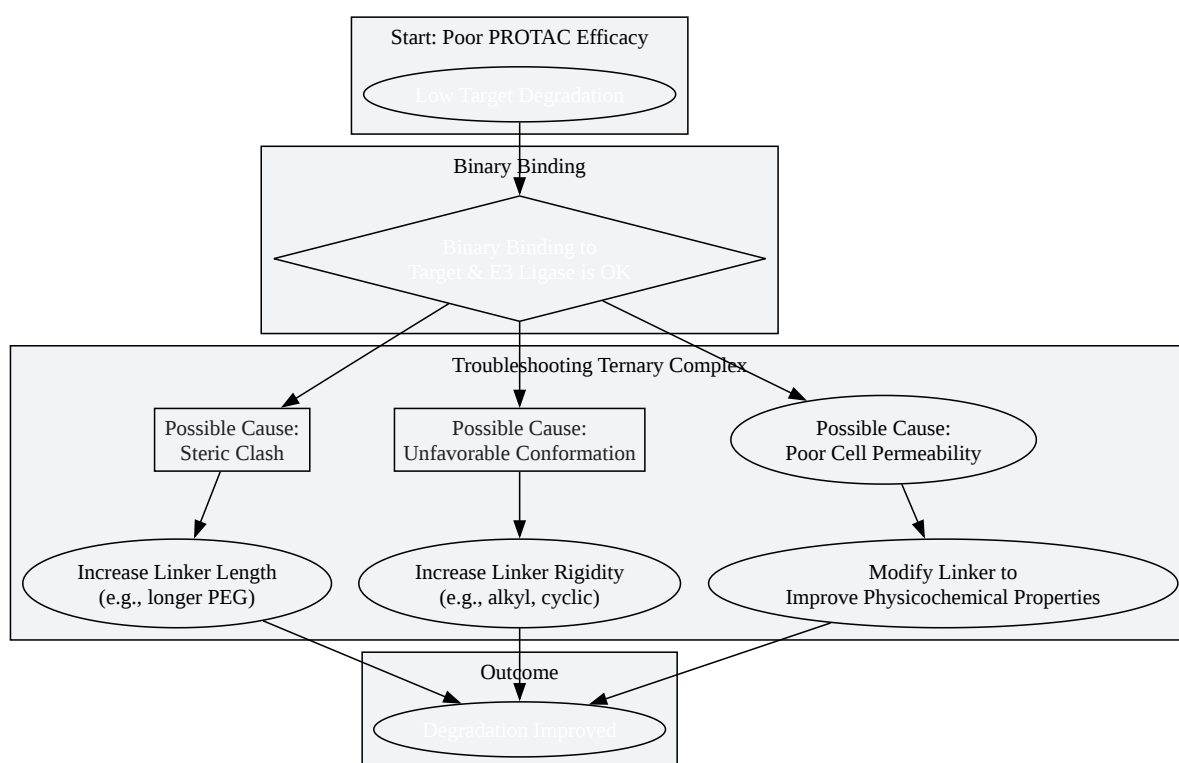 Start: Poor PROTAC Efficacy
Low Target Degradation
Binary Binding
Binary Binding to
Target & E3 Ligase is OK
Troubleshooting Ternary Complex
Possible Cause:
Steric Clash
Possible Cause:
Unfavorable Conformation
Possible Cause:
Poor Cell Permeability
Increase Linker Length
(e.g., longer PEG)
Increase Linker Rigidity
(e.g., alkyl, cyclic)
Modify Linker to
Improve Physicochemical Properties
Outcome
Degradation Improved